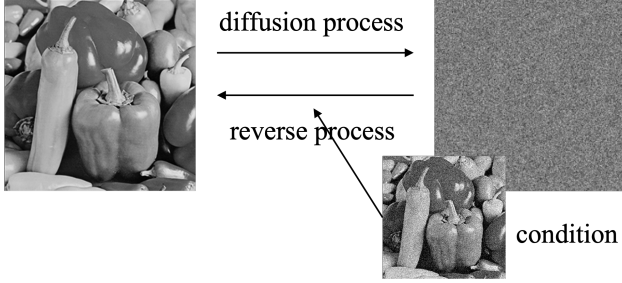 diffusion process
reverse process
condition